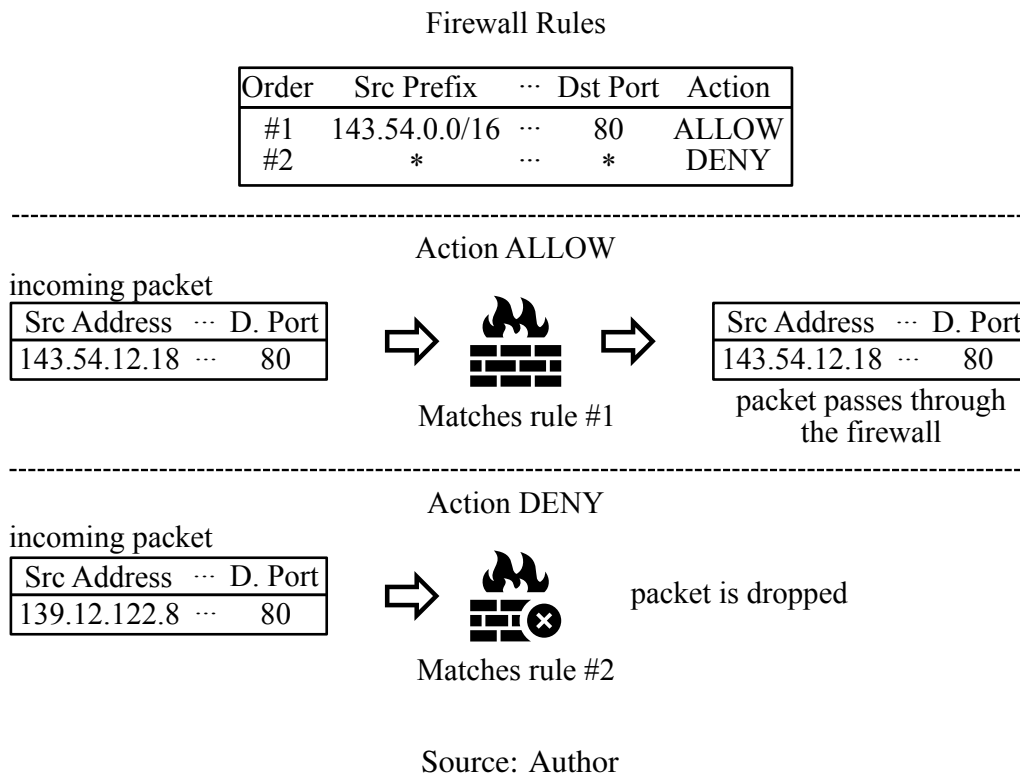 Firewall Rules
Order Src Prefix ··· Dst Port Action
#1 143.54.0.0/16 ··· 80 ALLOW
#2 * ··· * DENY
Action ALLOW
incoming packet
Src Address ··· D. Port
143.54.12.18 ··· 80
Matches rule #1
Src Address ··· D. Port
143.54.12.18 ··· 80
packet passes through
the firewall
Action DENY
incoming packet
Src Address ··· D. Port
139.12.122.8 ··· 80
Matches rule #2
packet is dropped
Source: Author